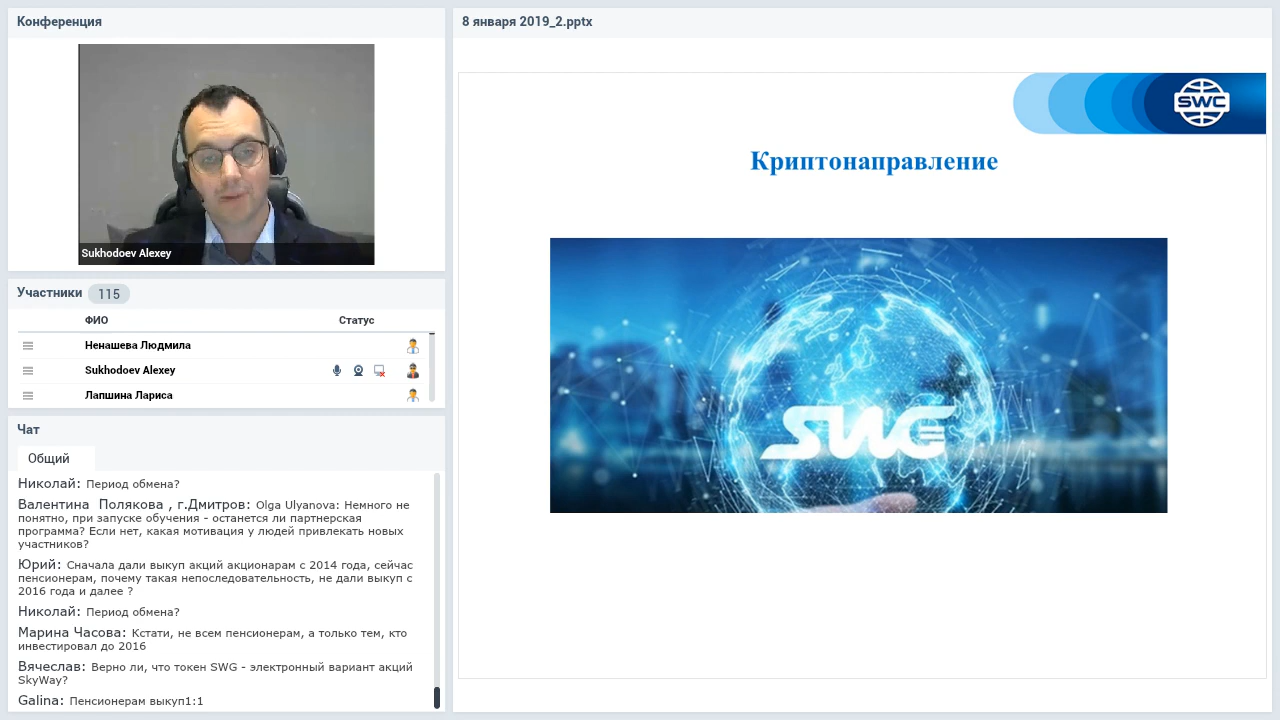 Конференция
Sukhodoev Alexey
Участники 115
ФИО Статус
Ненашева Людмила
Sukhodoev Alexey
Лапшина Лариса
Чат
Общий
Николай: Период обмена?
Валентина Полякова , г.Дмитров: Olga Ulyanova: Немного не
понятно, при запуске обучения - останется ли партнерская
программа? Если нет, какая мотивация у людей привлекать новых
участников?
Юрий: Сначала дали выкуп акций акционарам с 2014 года, сейчас
пенсионерам, почему такая непоследовательность, не дали выкуп с
2016 года и далее ?
Николай: Период обмена?
Марина Часова: Кстати, не всем пенсионерам, а только тем, кто
инвестировал до 2016
Вячеслав: Верно ли, что токен SWG - электронный вариант акций
SkyWay?
Galina: Пенсионерам выкуп1:1
8 января 2019_2.pptx
SWC
Криптонаправление
SWG